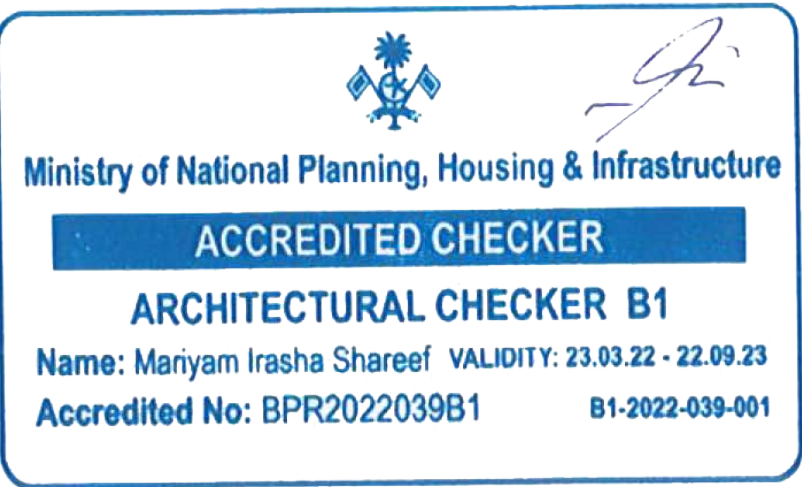 Ministry of National Planning, Housing & Infrastructure
ACCREDITED CHECKER
ARCHITECTURAL CHECKER B1
Name: Mariyam Irasha Shareef VALIDITY: 23.03.22 - 22.09.23
Accredited No: BPR2022039B1 B1-2022-039-001